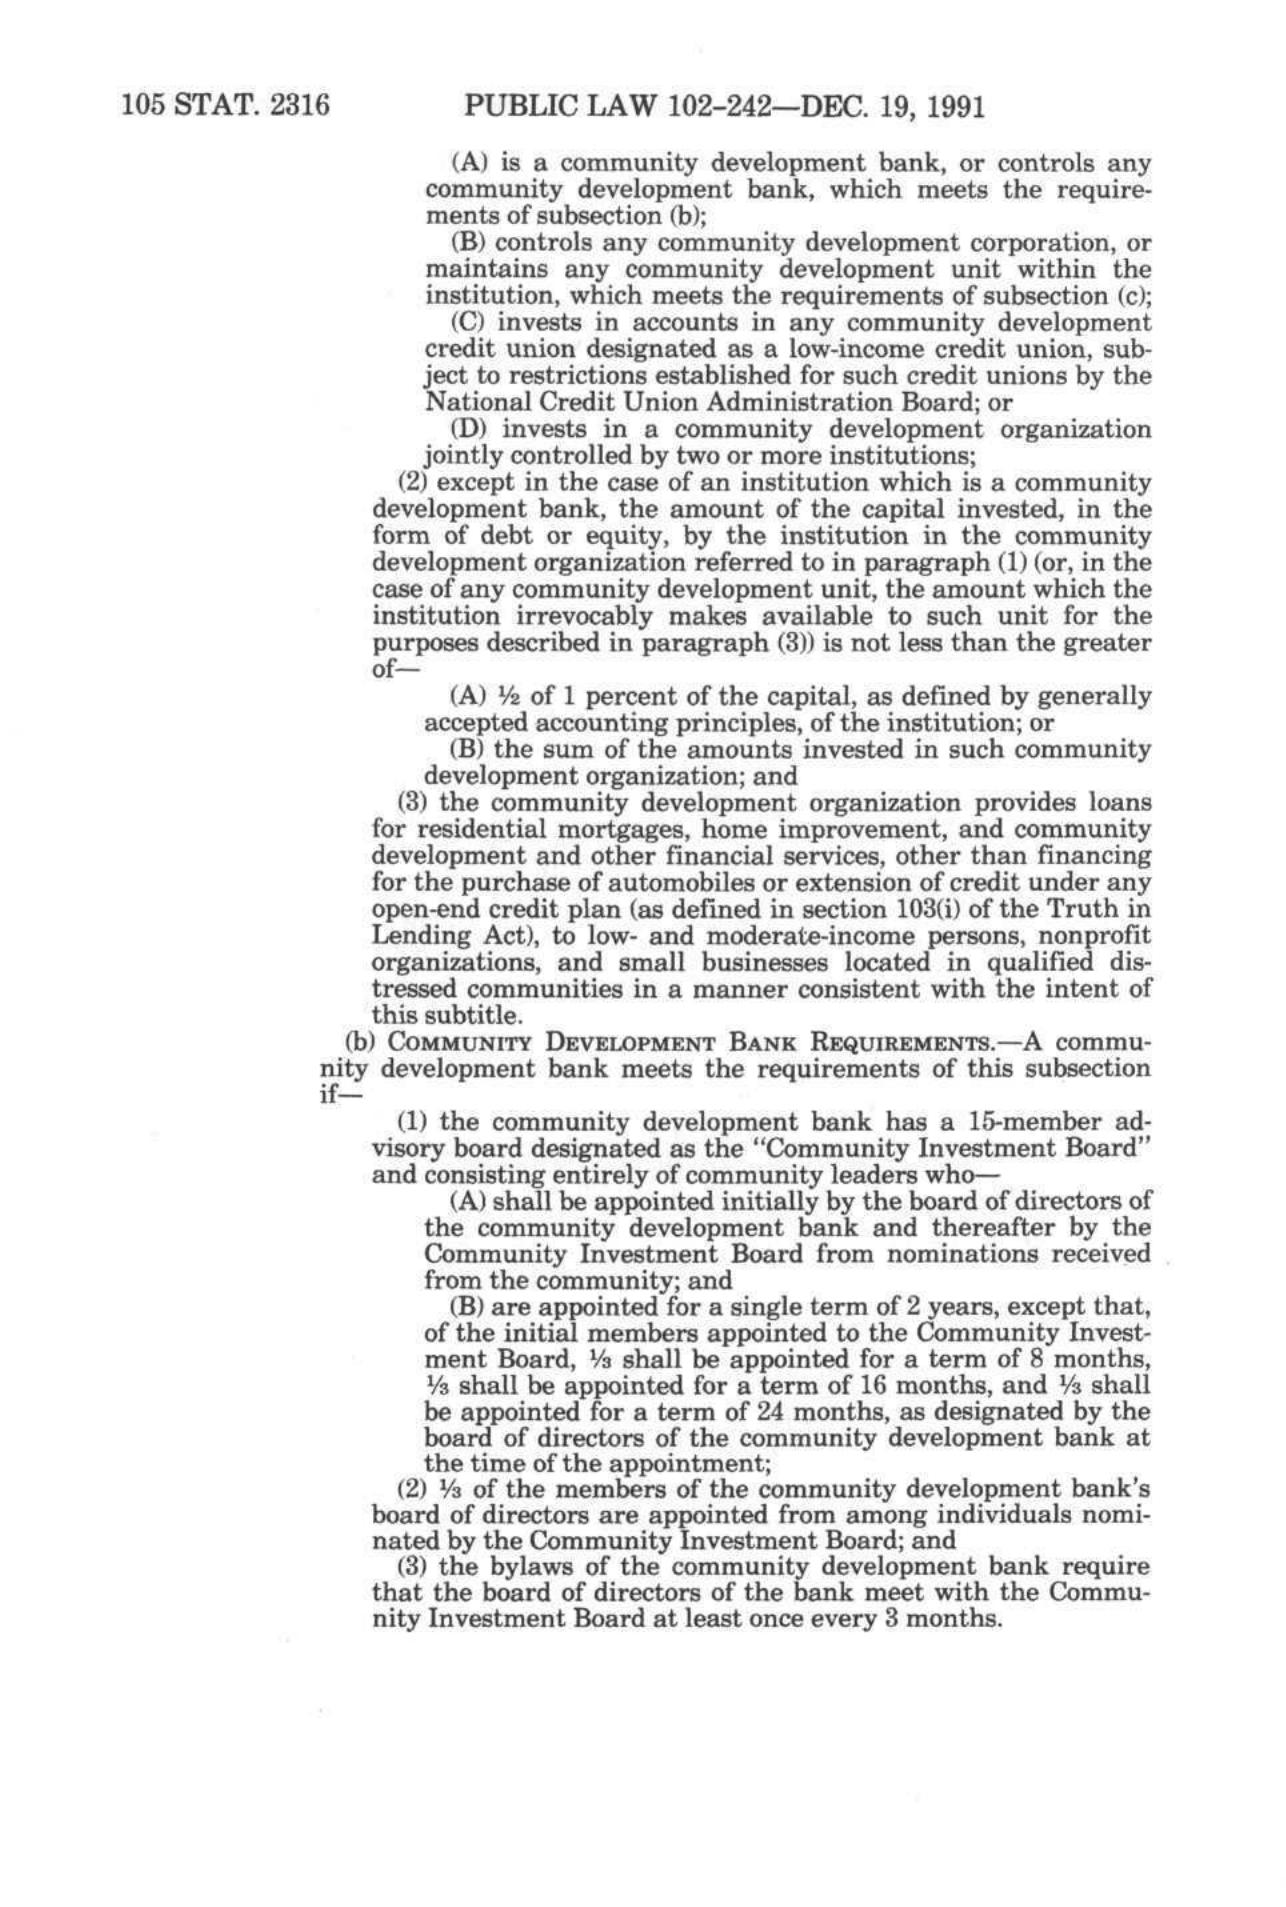 105 STAT. 2316 PUBLIC LAW 102-242—DEC. 19, 1991
(A) is a community development bank, or controls any
community development bank, which meets the require-
ments of subsection (b);
(B) controls any community development corporation, or
maintains any community development unit within the
institution, which meets the requirements of subsection (c);
(C) invests in accounts in any community development
credit union designated as a low-income credit union, sub-
ject to restrictions established for such credit unions by the
National Credit Union Administration Board; or
(D) invests in a community development organization
jointly controlled by two or more institutions;
(2) except in the case of an institution which is a community
development bank, the amount of the capital invested, in the
form of debt or equity, by the institution in the community
development organization referred to in paragraph (1) (or, in the
case of any community development unit, the amount which the
institution irrevocably makes available to such unit for the
purposes described in paragraph (3)) is not less than the greater
of—
(A) ½ of 1 percent of the capital, as defined by generally
accepted accounting principles, of the institution; or
(B) the sum of the amounts invested in such community
development organization; and
(3) the community development organization provides loans
for residential mortgages, home improvement, and community
development and other financial services, other than financing
for the purchase of automobiles or extension of credit under any
open-end credit plan (as defined in section 103(i) of the Truth in
Lending Act), to low- and moderate-income persons, nonprofit
organizations, and small businesses located in qualified dis-
tressed communities in a manner consistent with the intent of
this subtitle.
(b) COMMUNITY DEVELOPMENT BANK REQUIREMENTS.—A commu-
nity development bank meets the requirements of this subsection
if—
(1) the community development bank has a 15-member ad-
visory board designated as the "Community Investment Board"
and consisting entirely of community leaders who—
(A) shall be appointed initially by the board of directors of
the community development bank and thereafter by the
Community Investment Board from nominations received
from the community; and
(B) are appointed for a single term of 2 years, except that,
of the initial members appointed to the Community Invest-
ment Board, ⅓ shall be appointed for a term of 8 months,
⅓ shall be appointed for a term of 16 months, and ⅓ shall
be appointed for a term of 24 months, as designated by the
board of directors of the community development bank at
the time of the appointment;
(2) ⅓ of the members of the community development bank's
board of directors are appointed from among individuals nomi-
nated by the Community Investment Board; and
(3) the bylaws of the community development bank require
that the board of directors of the bank meet with the Commu-
nity Investment Board at least once every 3 months.